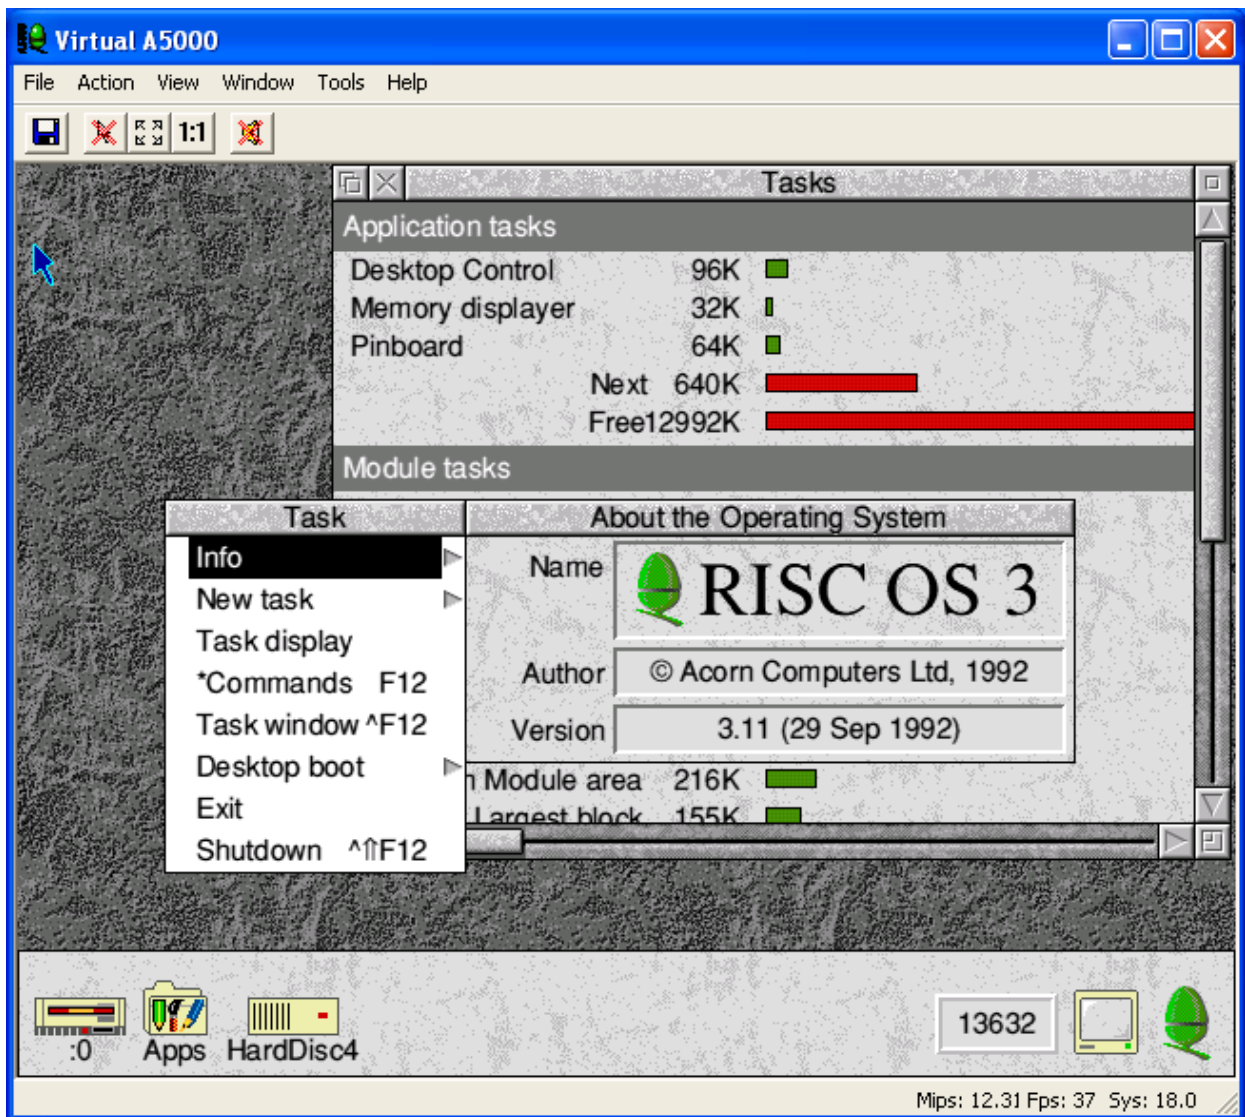 Virtual A5000
File Action View Window Tools Help
1:1
Tasks
Application tasks
Desktop Control 96K
Memory displayer 32K
Pinboard 64K
Next 640K
Free12992K
Module tasks
Task
Info
New task
Task display
*Commands F12
Task window ^F12
Desktop boot
Exit
Shutdown ^⇑F12
About the Operating System
Name RISC OS 3
Author © Acorn Computers Ltd, 1992
Version 3.11 (29 Sep 1992)
Module area 216K
Largest block 155K
:0 Apps HardDisc4
13632
Mips: 12.31 Fps: 37 Sys: 18.0